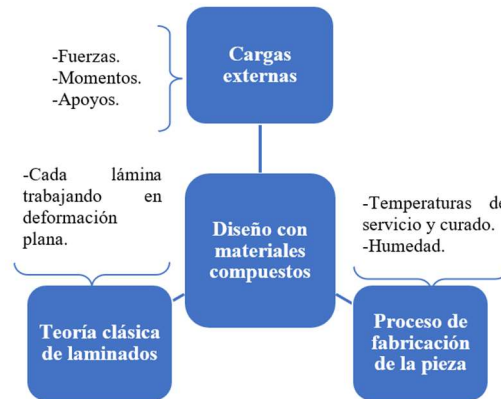 -Fuerzas.
-Momentos.
-Apoyos.
Cargas
externas
-Cada lámina
trabajando en
deformación
plana.
Diseño con
materiales
compuestos
-Temperaturas de
servicio y curado.
-Humedad.
Teoría clásica
de laminados
Proceso de
fabricación
de la pieza